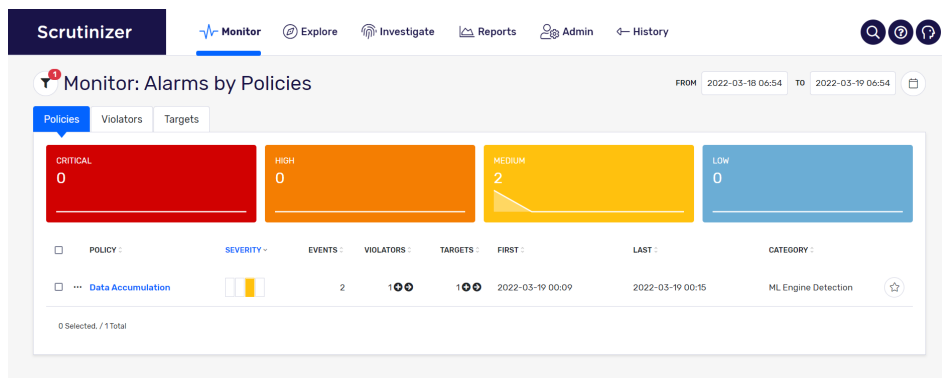 Scrutinizer Monitor Explore Investigate Reports Admin History
1
Monitor: Alarms by Policies FROM 2022-03-18 06:54 TO 2022-03-19 06:54
Policies Violators Targets
CRITICAL HIGH MEDIUM LOW
0 0 2 0
POLICY SEVERITY EVENTS VIOLATORS TARGETS FIRST LAST CATEGORY
Data Accumulation 2 1 1 2022-03-19 00:09 2022-03-19 00:15 ML Engine Detection
0 Selected. / 1 Total